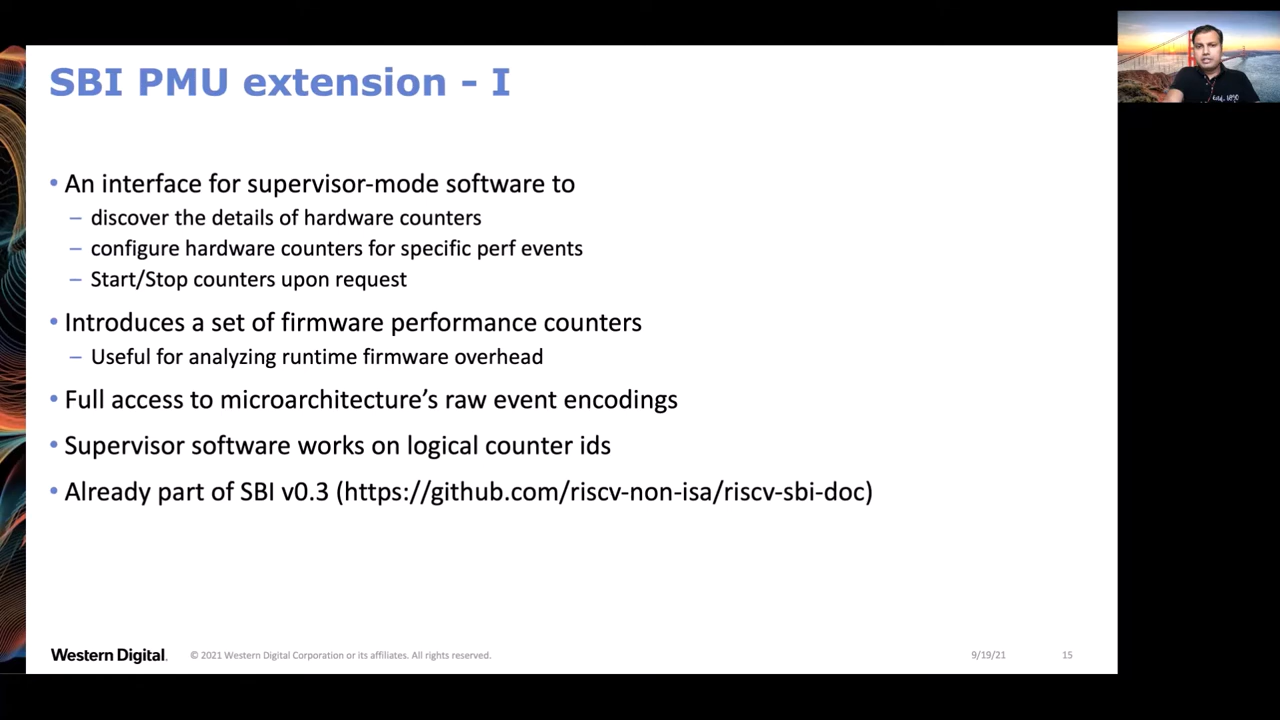 SBI PMU extension - I
• An interface for supervisor-mode software to
– discover the details of hardware counters
– configure hardware counters for specific perf events
– Start/Stop counters upon request
• Introduces a set of firmware performance counters
– Useful for analyzing runtime firmware overhead
• Full access to microarchitecture’s raw event encodings
• Supervisor software works on logical counter ids
• Already part of SBI v0.3 (https://github.com/riscv-non-isa/riscv-sbi-doc)
Western Digital.
© 2021 Western Digital Corporation or its affiliates. All rights reserved.
9/19/21
15